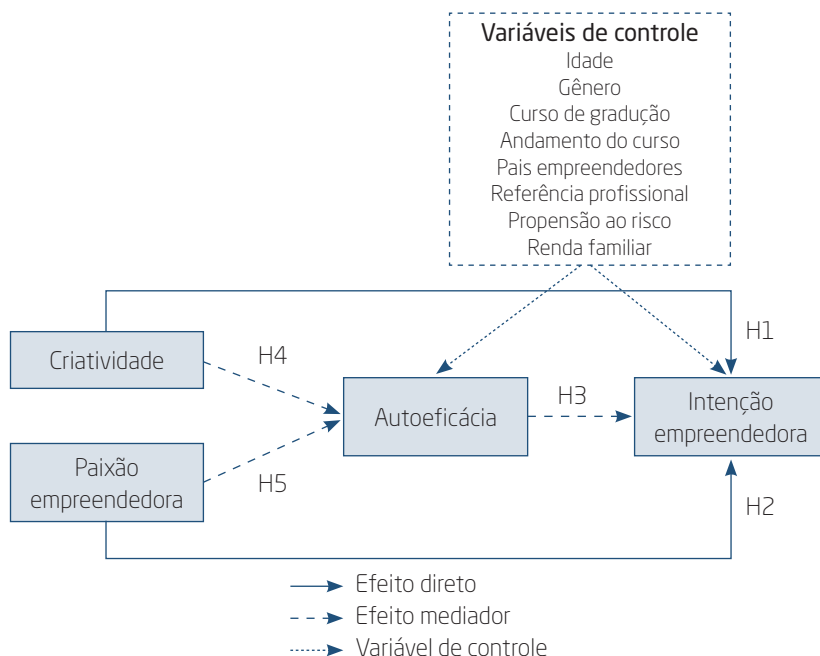 Variáveis de controle
Idade
Gênero
Curso de gradução
Andamento do curso
Pais empreendedores
Referência profissional
Propensão ao risco
Renda familiar
H1
Criatividade
H4
Autoeficácia
H3
Intenção
empreendedora
Paixão
empreendedora
H5
H2
Efeito direto
Efeito mediador
Variável de controle